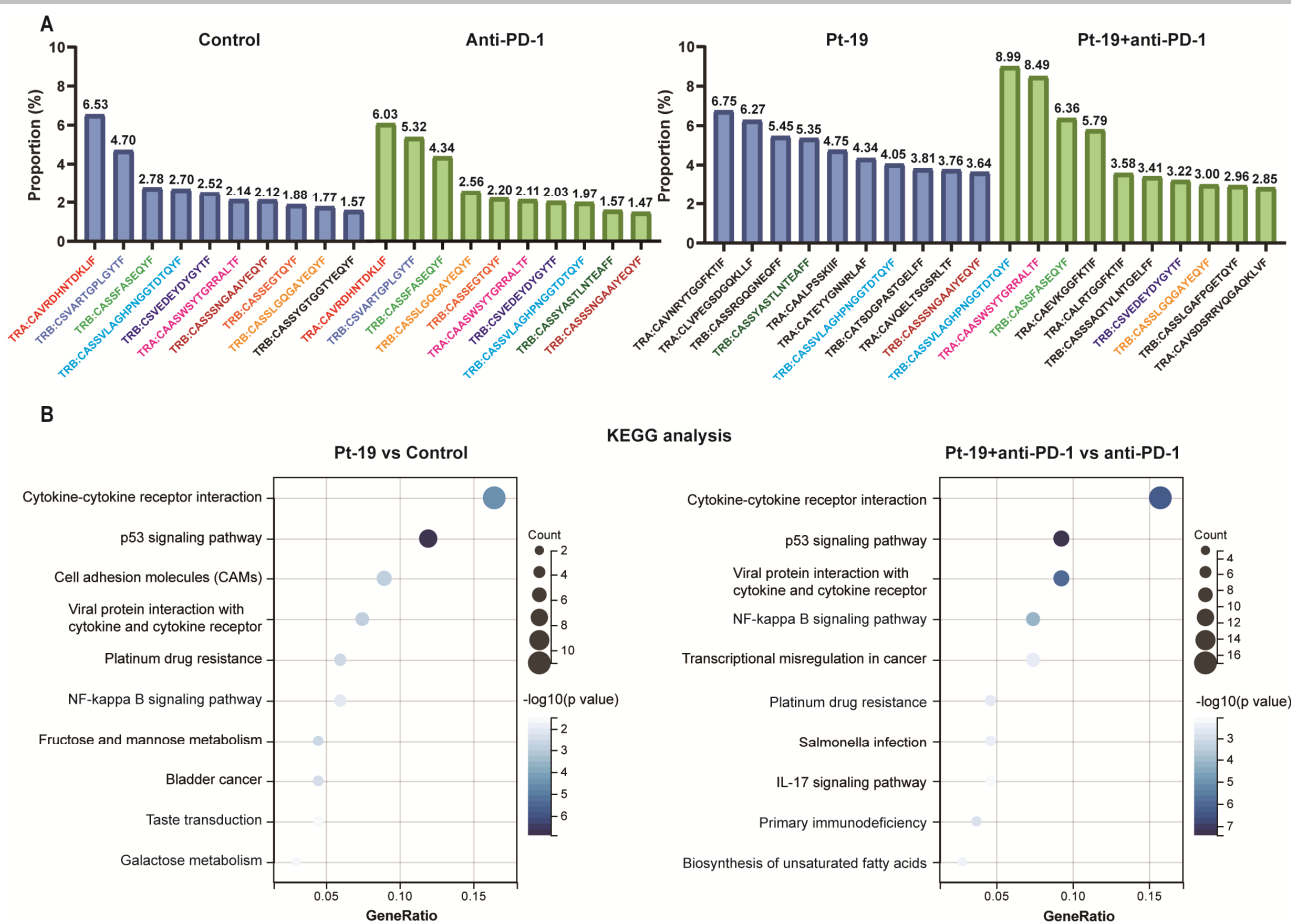 A
Control
Anti-PD-1
Pt-19
Pt-19+anti-PD-1
Proportion (%)
10
8
6
4
2
0
6.53
4.70
2.78
2.70
2.52
2.14
2.12
1.88
1.77
1.57
6.03
5.32
4.34
2.56
2.20
2.11
2.03
1.97
1.57
1.47
TRA:CAVRDHNTDKLIF
TRB:CSVARTGPLGYTF
TRB:CASSFASEQYF
TRB:CASSVLAGHPNGGTDTQYF
TRB:CSVEDEYDYGYTF
TRA:CAASWSYTGRRALTF
TRB:CASSSNGAAIYEQYF
TRB:CASSEGTQYF
TRB:CASSLGQGAYEQYF
TRB:CASSYGTGGTYEQYF
TRA:CAVRDHNTDKLIF
TRB:CSVARTGPLGYTF
TRB:CASSFASEQYF
TRB:CASSLGQGAYEQYF
TRB:CASSEGTQYF
TRA:CAASWSYTGRRALTF
TRB:CSVEDEYDYGYTF
TRB:CASSVLAGHPNGGTDTQYF
TRB:CASSYASTLNTEAFF
TRB:CASSSNGAAIYEQYF
Proportion (%)
10
8
6
4
2
0
6.75
6.27
5.45
5.35
4.75
4.34
4.05
3.81
3.76
3.64
8.99
8.49
6.36
5.79
3.58
3.41
3.22
3.00
2.96
2.85
TRA:CAVNRYTGGFKTIF
TRA:CLVPEGSDGQKLLF
TRB:CASSRGQGNEQFF
TRB:CASSYASTLNTEAFF
TRA:CAALPSSKIIF
TRA:CATEYYGNNRLAF
TRB:CASSVLAGHPNGGTDTQYF
TRB:CATSDGPASTGELFF
TRA:CAVQELTSGSRLTF
TRB:CASSSNGAAIYEQYF
TRB:CASSVLAGHPNGGTDTQYF
TRA:CAASWSYTGRRALTF
TRB:CASSFASEQYF
TRA:CAEVKGGFKTIF
TRA:CALRTGGFKTIF
TRB:CASSSAQTVLNTGELFF
TRB:CSVEDEYDYGYTF
TRB:CASSLGQGAYEQYF
TRB:CASSLGAFPGETQYF
TRA:CAVSDSRRVQGAQKLVF
B
KEGG analysis
Pt-19 vs Control
Cytokine-cytokine receptor interaction
p53 signaling pathway
Cell adhesion molecules (CAMs)
Viral protein interaction with
cytokine and cytokine receptor
Platinum drug resistance
NF-kappa B signaling pathway
Fructose and mannose metabolism
Bladder cancer
Taste transduction
Galactose metabolism
0.05
0.10
0.15
GeneRatio
Count
2
4
6
8
10
-log10(p value)
2
3
4
5
6
Pt-19+anti-PD-1 vs anti-PD-1
Cytokine-cytokine receptor interaction
p53 signaling pathway
Viral protein interaction with
cytokine and cytokine receptor
NF-kappa B signaling pathway
Transcriptional misregulation in cancer
Platinum drug resistance
Salmonella infection
IL-17 signaling pathway
Primary immunodeficiency
Biosynthesis of unsaturated fatty acids
0.05
0.10
0.15
GeneRatio
Count
4
6
8
10
12
14
16
-log10(p value)
3
4
5
6
7